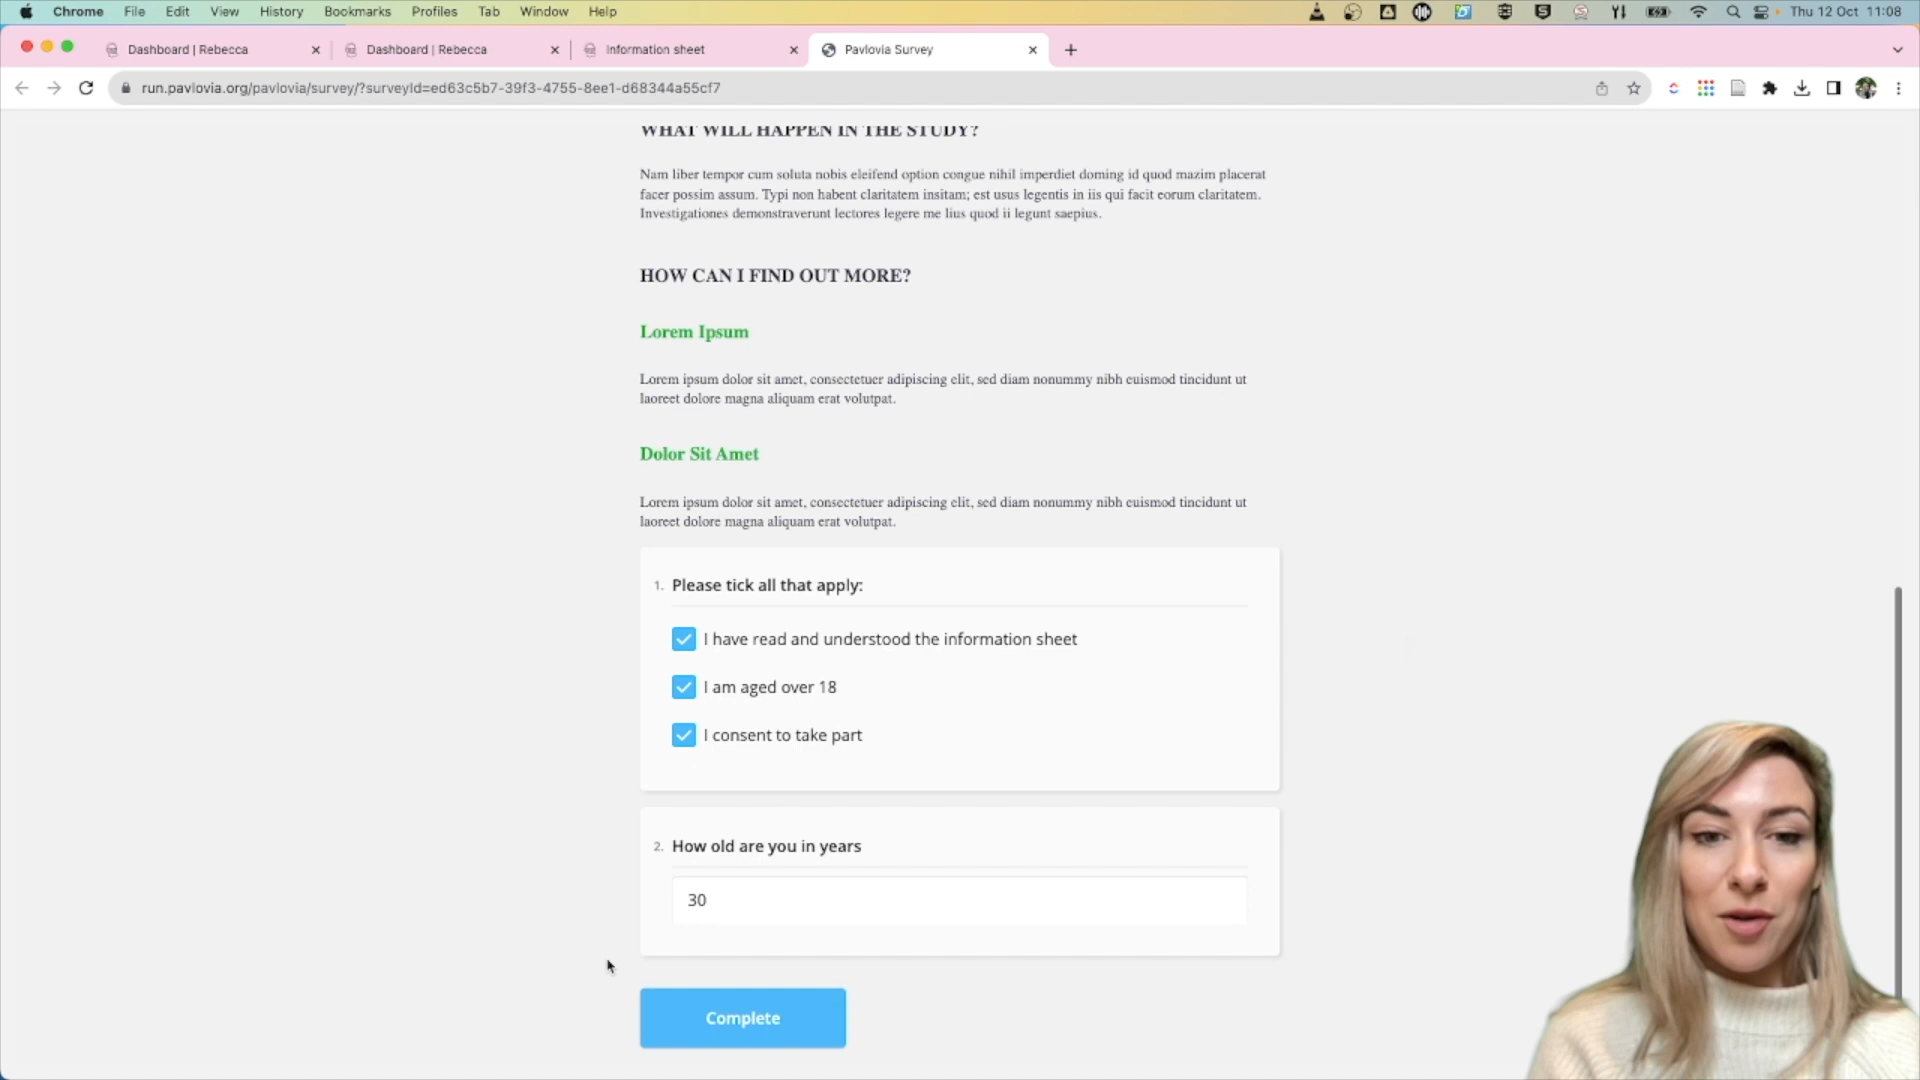 Chrome File Edit View History Bookmarks Profiles Tab Window Help Thu 12 Oct 11:08
Dashboard | Rebecca Dashboard | Rebecca Information sheet Pavlovia Survey
run.pavlovia.org/pavlovia/survey/?surveyId=ed63c5b7-39f3-4755-8ee1-d68344a55cf7
WHAT WILL HAPPEN IN THE STUDY?
Nam liber tempor cum soluta nobis eleifend option congue nihil imperdiet doming id quod mazim placerat
facer possim assum. Typi non habent claritatem insitam; est usus legentis in iis qui facit eorum claritatem.
Investigationes demonstraverunt lectores legere me lius quod ii legunt saepius.
HOW CAN I FIND OUT MORE?
Lorem Ipsum
Lorem ipsum dolor sit amet, consectetuer adipiscing elit, sed diam nonummy nibh euismod tincidunt ut
laoreet dolore magna aliquam erat volutpat.
Dolor Sit Amet
Lorem ipsum dolor sit amet, consectetuer adipiscing elit, sed diam nonummy nibh euismod tincidunt ut
laoreet dolore magna aliquam erat volutpat.
1. Please tick all that apply:
I have read and understood the information sheet
I am aged over 18
I consent to take part
2. How old are you in years
30
Complete